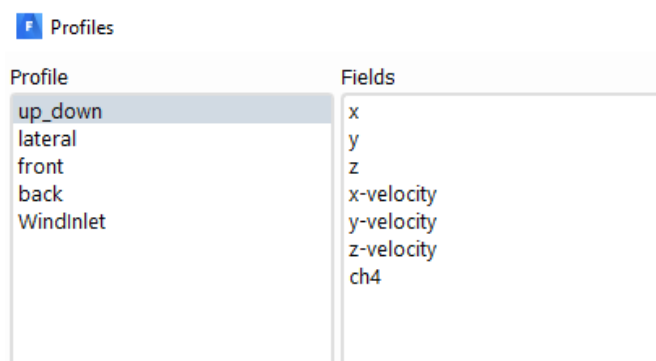 F Profiles
Profile
up_down
lateral
front
back
WindInlet
Fields
x
y
z
x-velocity
y-velocity
z-velocity
ch4